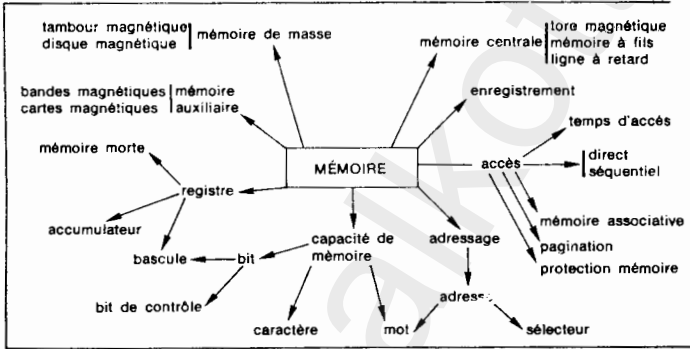 tambour magnétique
disque magnétique
mémoire de masse
mémoire centrale
tore magnétique
mémoire à fils
ligne à retard
bandes magnétiques
cartes magnétiques
mémoire
auxiliaire
enregistrement
temps d'accés
mémoire morte
MÉMOIRE
accès
direct
séquentiel
registre
accumulateur
bascule
bit
capacité de
mèmoire
adressage
mémoire associative
pagination
protection mémoire
bit de contrôle
caractère
mot
sélecteur